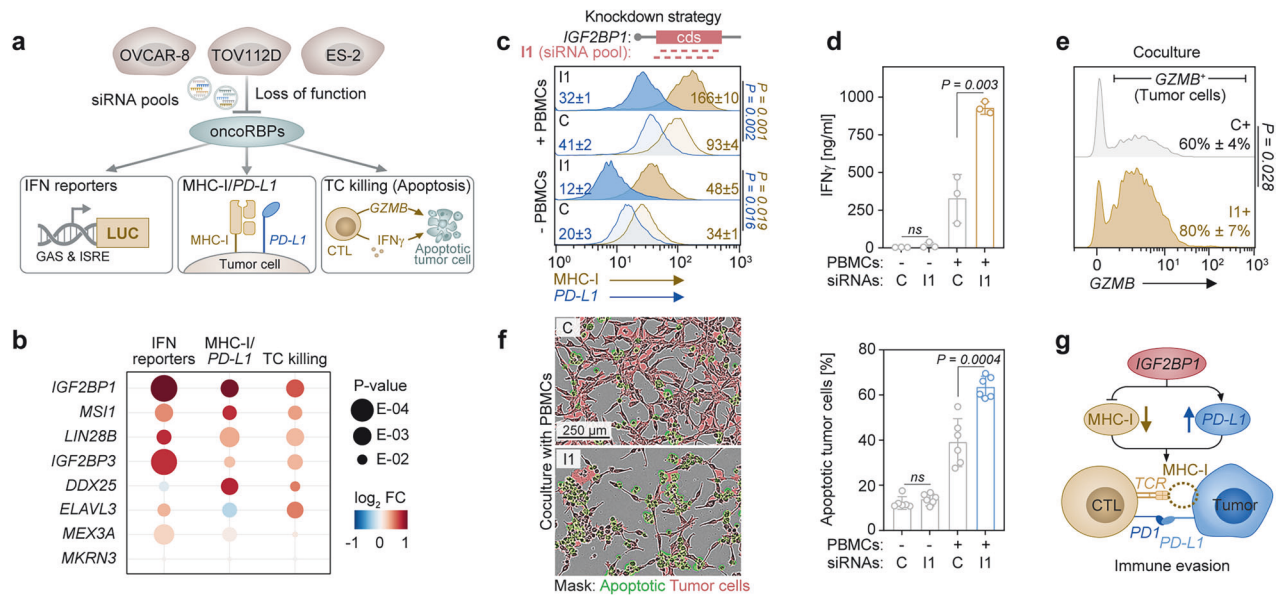 a
OVCAR-8
TOV112D
ES-2
siRNA pools
Loss of function
oncoRBPs
IFN reporters
LUC
GAS & ISRE
MHC-I/PD-L1
MHC-I
PD-L1
Tumor cell
TC killing (Apoptosis)
GZMB
IFNγ
CTL
Apoptotic
tumor cell
b
IFN
reporters
MHC-I/
PD-L1
TC killing
IGF2BP1
MSI1
LIN28B
IGF2BP3
DDX25
ELAVL3
MEX3A
MKRN3
P-value
E-04
E-03
E-02
log2 FC
-1 0 1
c
Knockdown strategy
IGF2BP1
cds
I1 (siRNA pool):
+ PBMCs
- PBMCs
I1
32±1
166±10
C
41±2
93±4
P = 0.001
P = 0.002
I1
12±2
48±5
C
20±3
34±1
P = 0.019
P = 0.016
10^0 10^1 10^2 10^3
MHC-I
PD-L1
d
IFNγ [ng/ml]
1000
750
500
250
0
P = 0.003
ns
PBMCs: - - + +
siRNAs: C I1 C I1
e
Coculture
GZMB+
(Tumor cells)
C+
60% ± 4%
I1+
80% ± 7%
P = 0.028
0 10^1 10^2 10^3
GZMB
f
Coculture with PBMCs
C
250 µm
I1
Mask: Apoptotic Tumor cells
Apoptotic tumor cells [%]
80
60
40
20
0
P = 0.0004
ns
PBMCs: - - + +
siRNAs: C I1 C I1
g
IGF2BP1
MHC-I
PD-L1
MHC-I
TCR
CTL
Tumor
PD1
PD-L1
Immune evasion